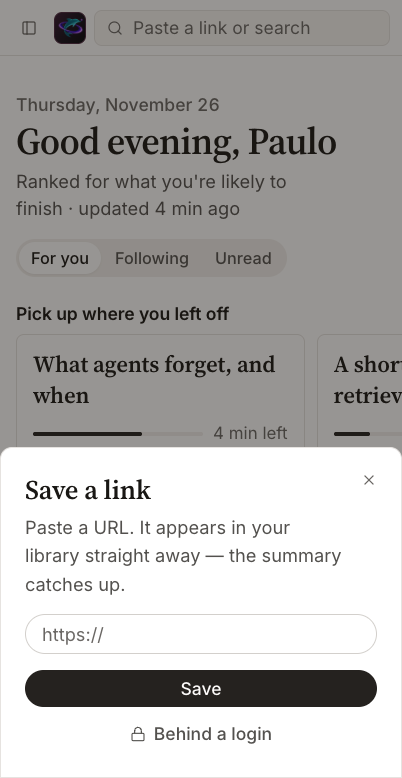 Paste a link or search
Thursday, November 26
Good evening, Paulo
Ranked for what you're likely to
finish · updated 4 min ago
For you
Following
Unread
Pick up where you left off
What agents forget, and
when
4 min left
A shor
retriev
Save a link
Paste a URL. It appears in your
library straight away — the summary
catches up.
https://
Save
Behind a login